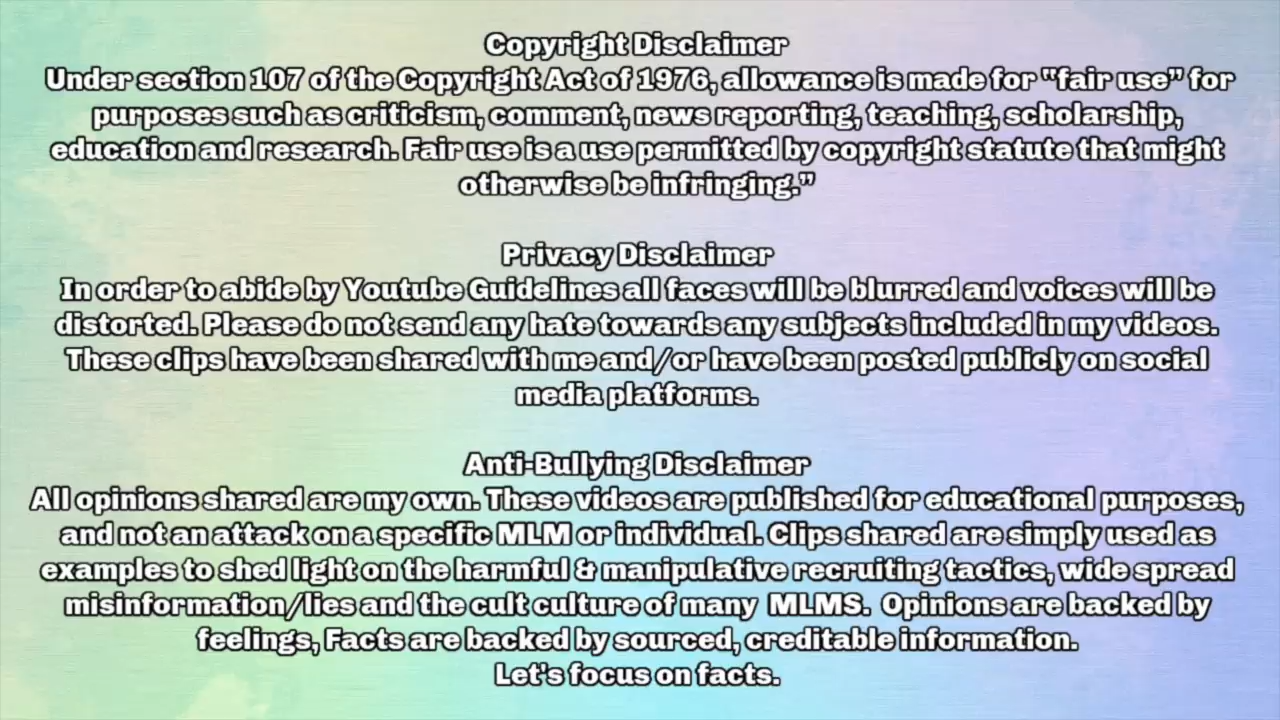 Copyright Disclaimer
Under section 107 of the Copyright Act of 1976, allowance is made for "fair use” for
purposes such as criticism, comment, news reporting, teaching, scholarship,
education and research. Fair use is a use permitted by copyright statute that might
otherwise be infringing.”
Privacy Disclaimer
In order to abide by Youtube Guidelines all faces will be blurred and voices will be
distorted. Please do not send any hate towards any subjects included in my videos.
These clips have been shared with me and/or have been posted publicly on social
media platforms.
Anti-Bullying Disclaimer
All opinions shared are my own. These videos are published for educational purposes,
and not an attack on a specific MLM or individual. Clips shared are simply used as
examples to shed light on the harmful & manipulative recruiting tactics, wide spread
misinformation/lies and the cult culture of many MLMS. Opinions are backed by
feelings, Facts are backed by sourced, creditable information.
Let's focus on facts.